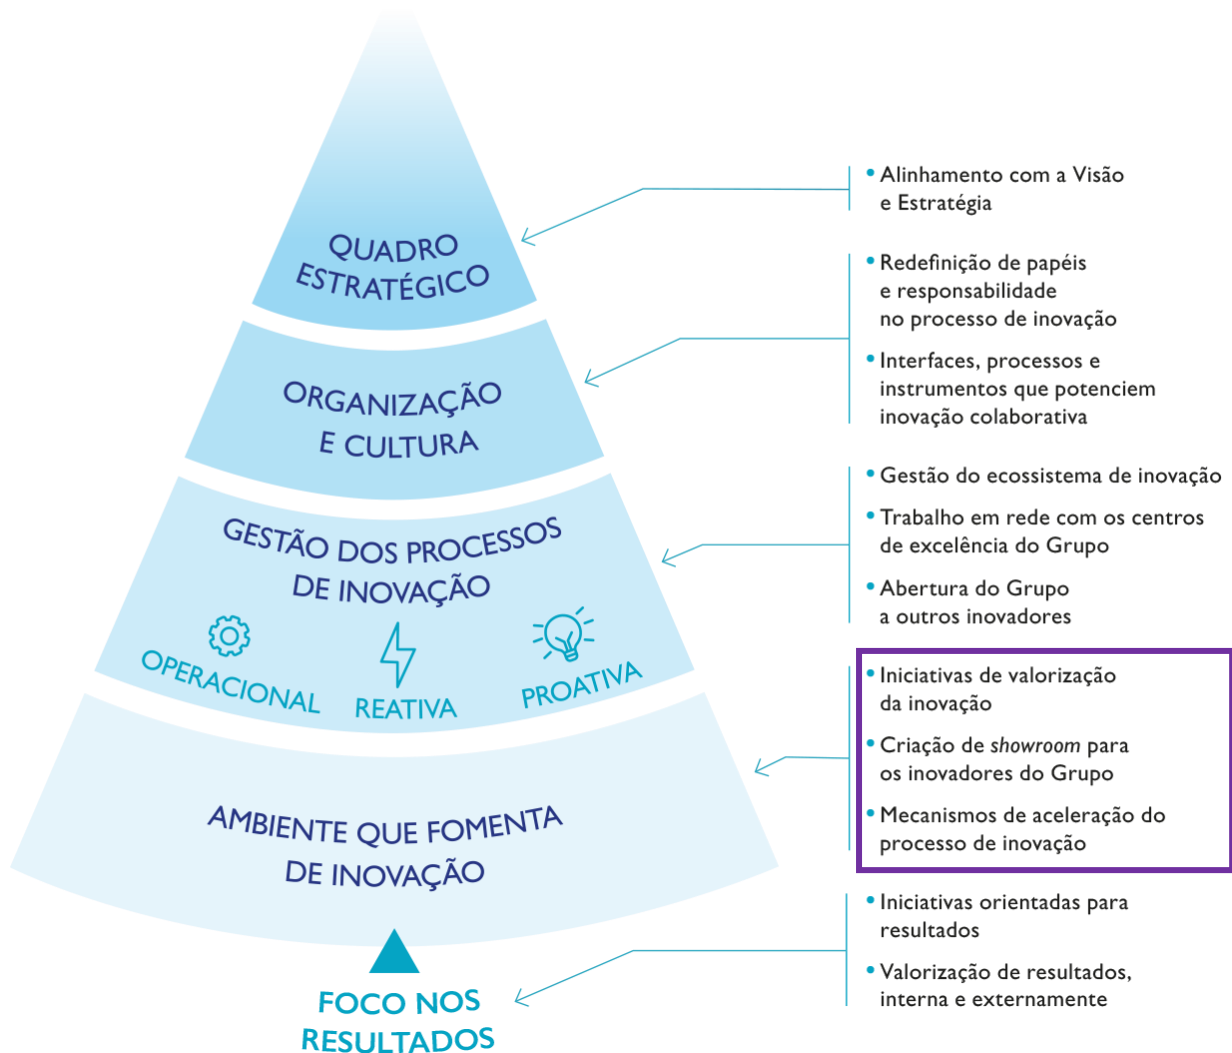 QUADRO
ESTRATÉGICO
ORGANIZAÇÃO
E CULTURA
GESTÃO DOS PROCESSOS
DE INOVAÇÃO
OPERACIONAL
REATIVA
PROATIVA
AMBIENTE QUE FOMENTA
DE INOVAÇÃO
FOCO NOS
RESULTADOS
• Alinhamento com a Visão
e Estratégia
• Redefinição de papéis
e responsabilidade
no processo de inovação
• Interfaces, processos e
instrumentos que potenciem
inovação colaborativa
• Gestão do ecossistema de inovação
• Trabalho em rede com os centros
de excelência do Grupo
• Abertura do Grupo
a outros inovadores
• Iniciativas de valorização
da inovação
• Criação de showroom para
os inovadores do Grupo
• Mecanismos de aceleração do
processo de inovação
• Iniciativas orientadas para
resultados
• Valorização de resultados,
interna e externamente